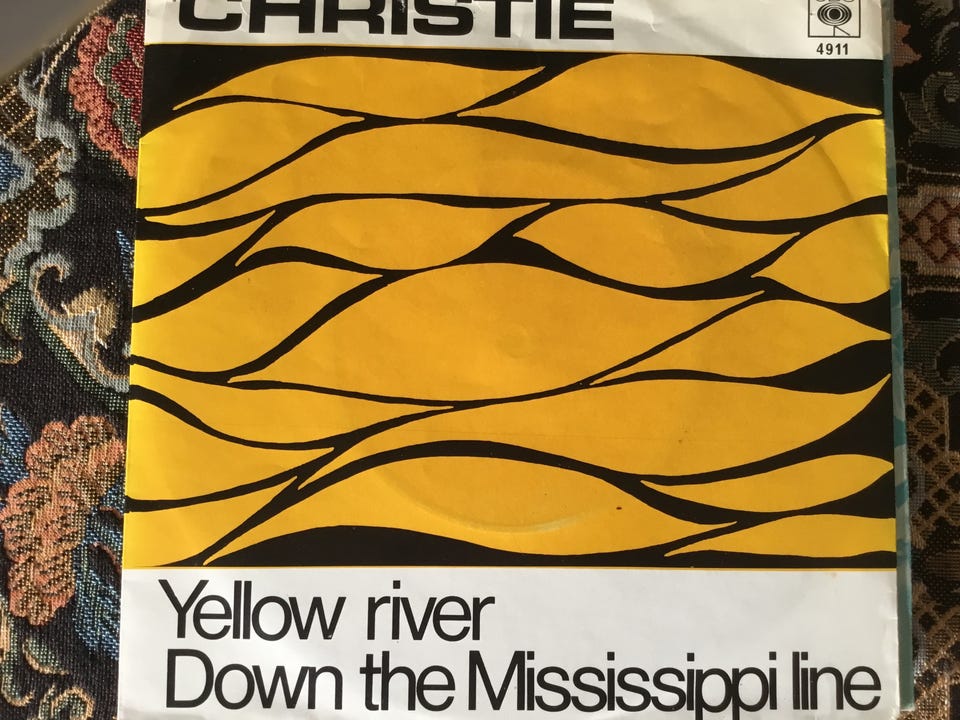 CHRISTIE
4911
Yellow river
Down the Mississippi line